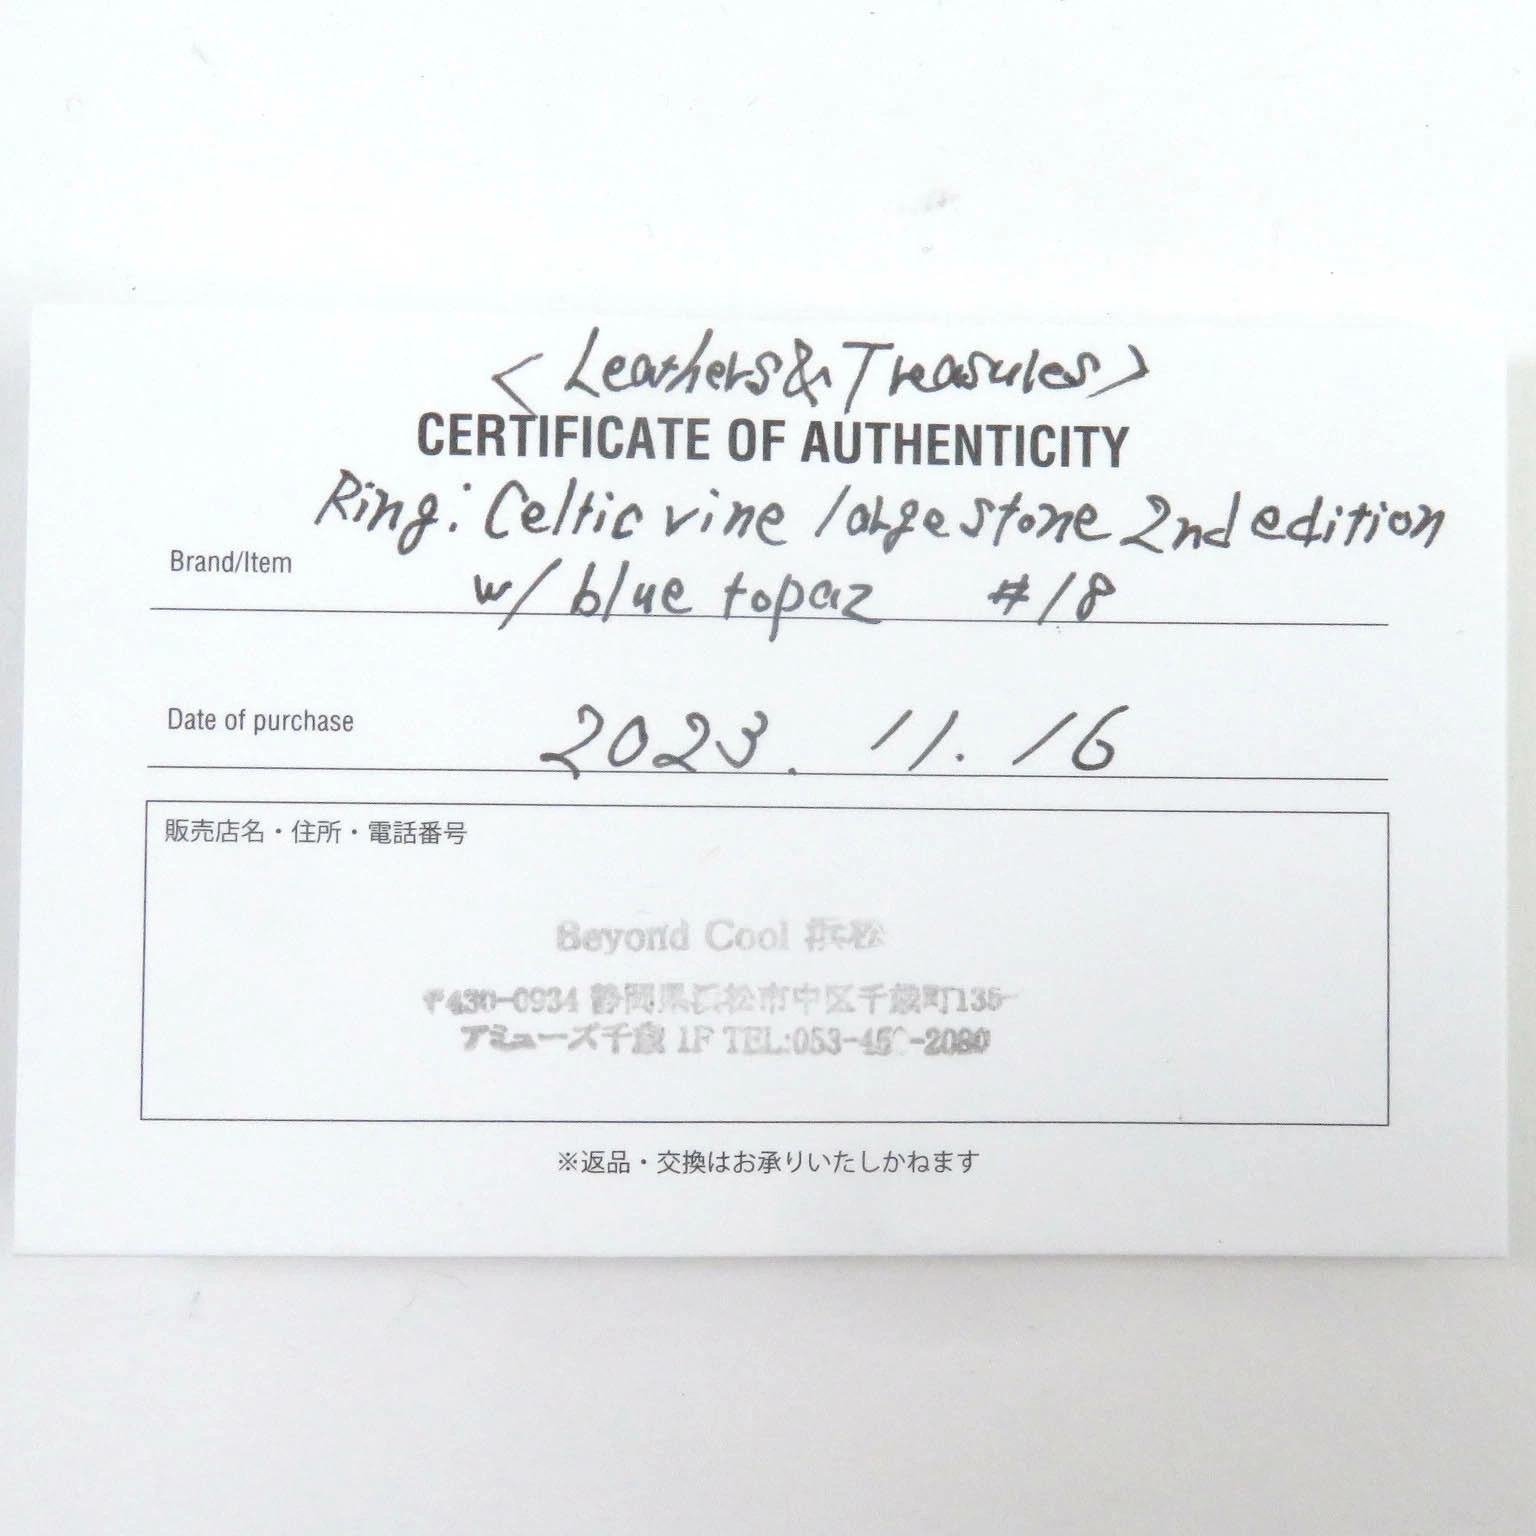 <Leathers&Treasules>
CERTIFICATE OF AUTHENTICITY
Ring: Celtic vine large stone 2nd edition
Brand/Item
w/ blue topaz #18
Date of purchase
2023. 11. 16
販売店名・住所・電話番号
Beyond Cool 浜松
〒430-0934 静岡県浜松市中区千歳町135-
アミューズ千歳 1F TEL:053-45
※返品・交換はお承りいたしかねます